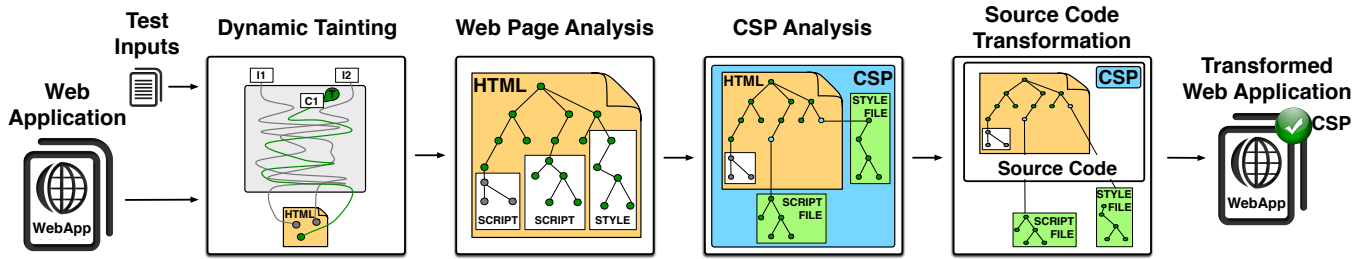 Test
Inputs
Web
Application
WebApp
Dynamic Tainting
I1
I2
C1
T
HTML
Web Page Analysis
HTML
SCRIPT
SCRIPT
STYLE
CSP Analysis
HTML
CSP
STYLE
FILE
SCRIPT
FILE
Source Code
Transformation
CSP
Source Code
SCRIPT
FILE
STYLE
FILE
Transformed
Web Application
CSP
WebApp